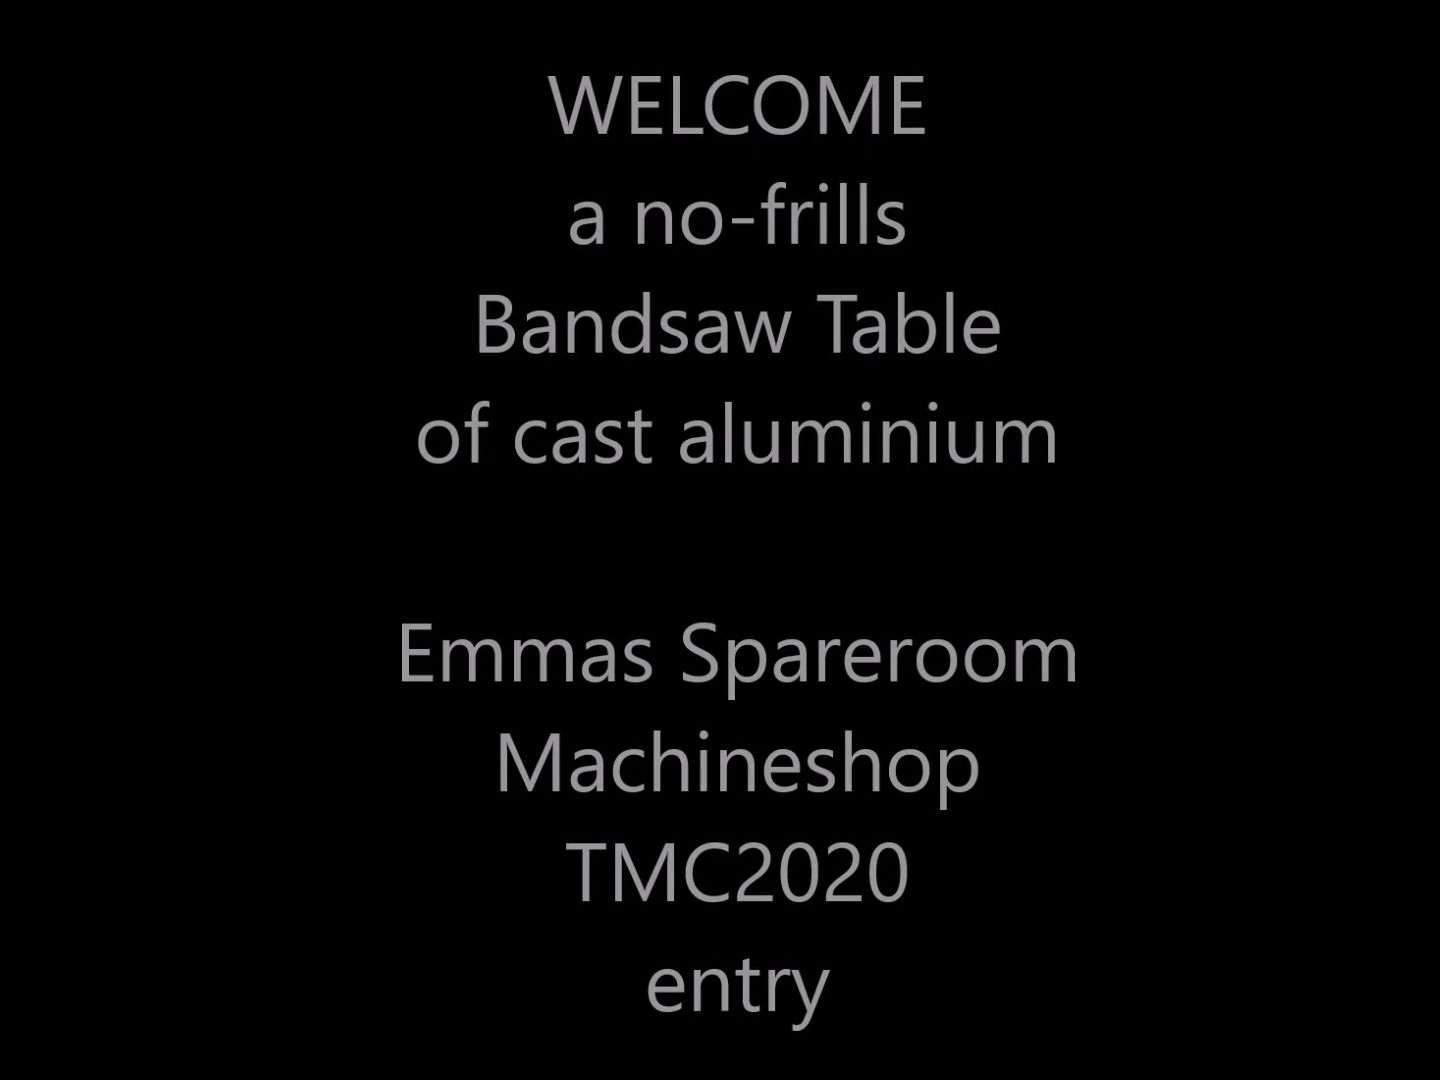 WELCOME
a no-frills
Bandsaw Table
of cast aluminium
Emmas Spareroom
Machineshop
TMC2020
entry